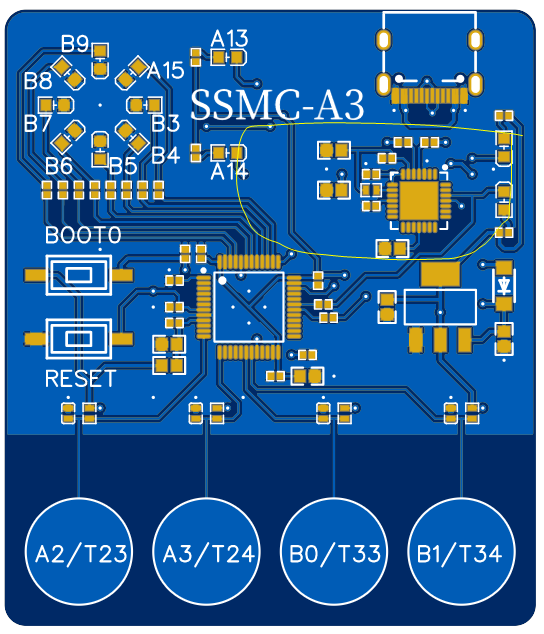 B9
A13
A15
B8
SSMC-A3
B7
B3
B4
B6
B5
A14
BOOT0
RESET
A2/T23
A3/T24
B0/T33
B1/T34